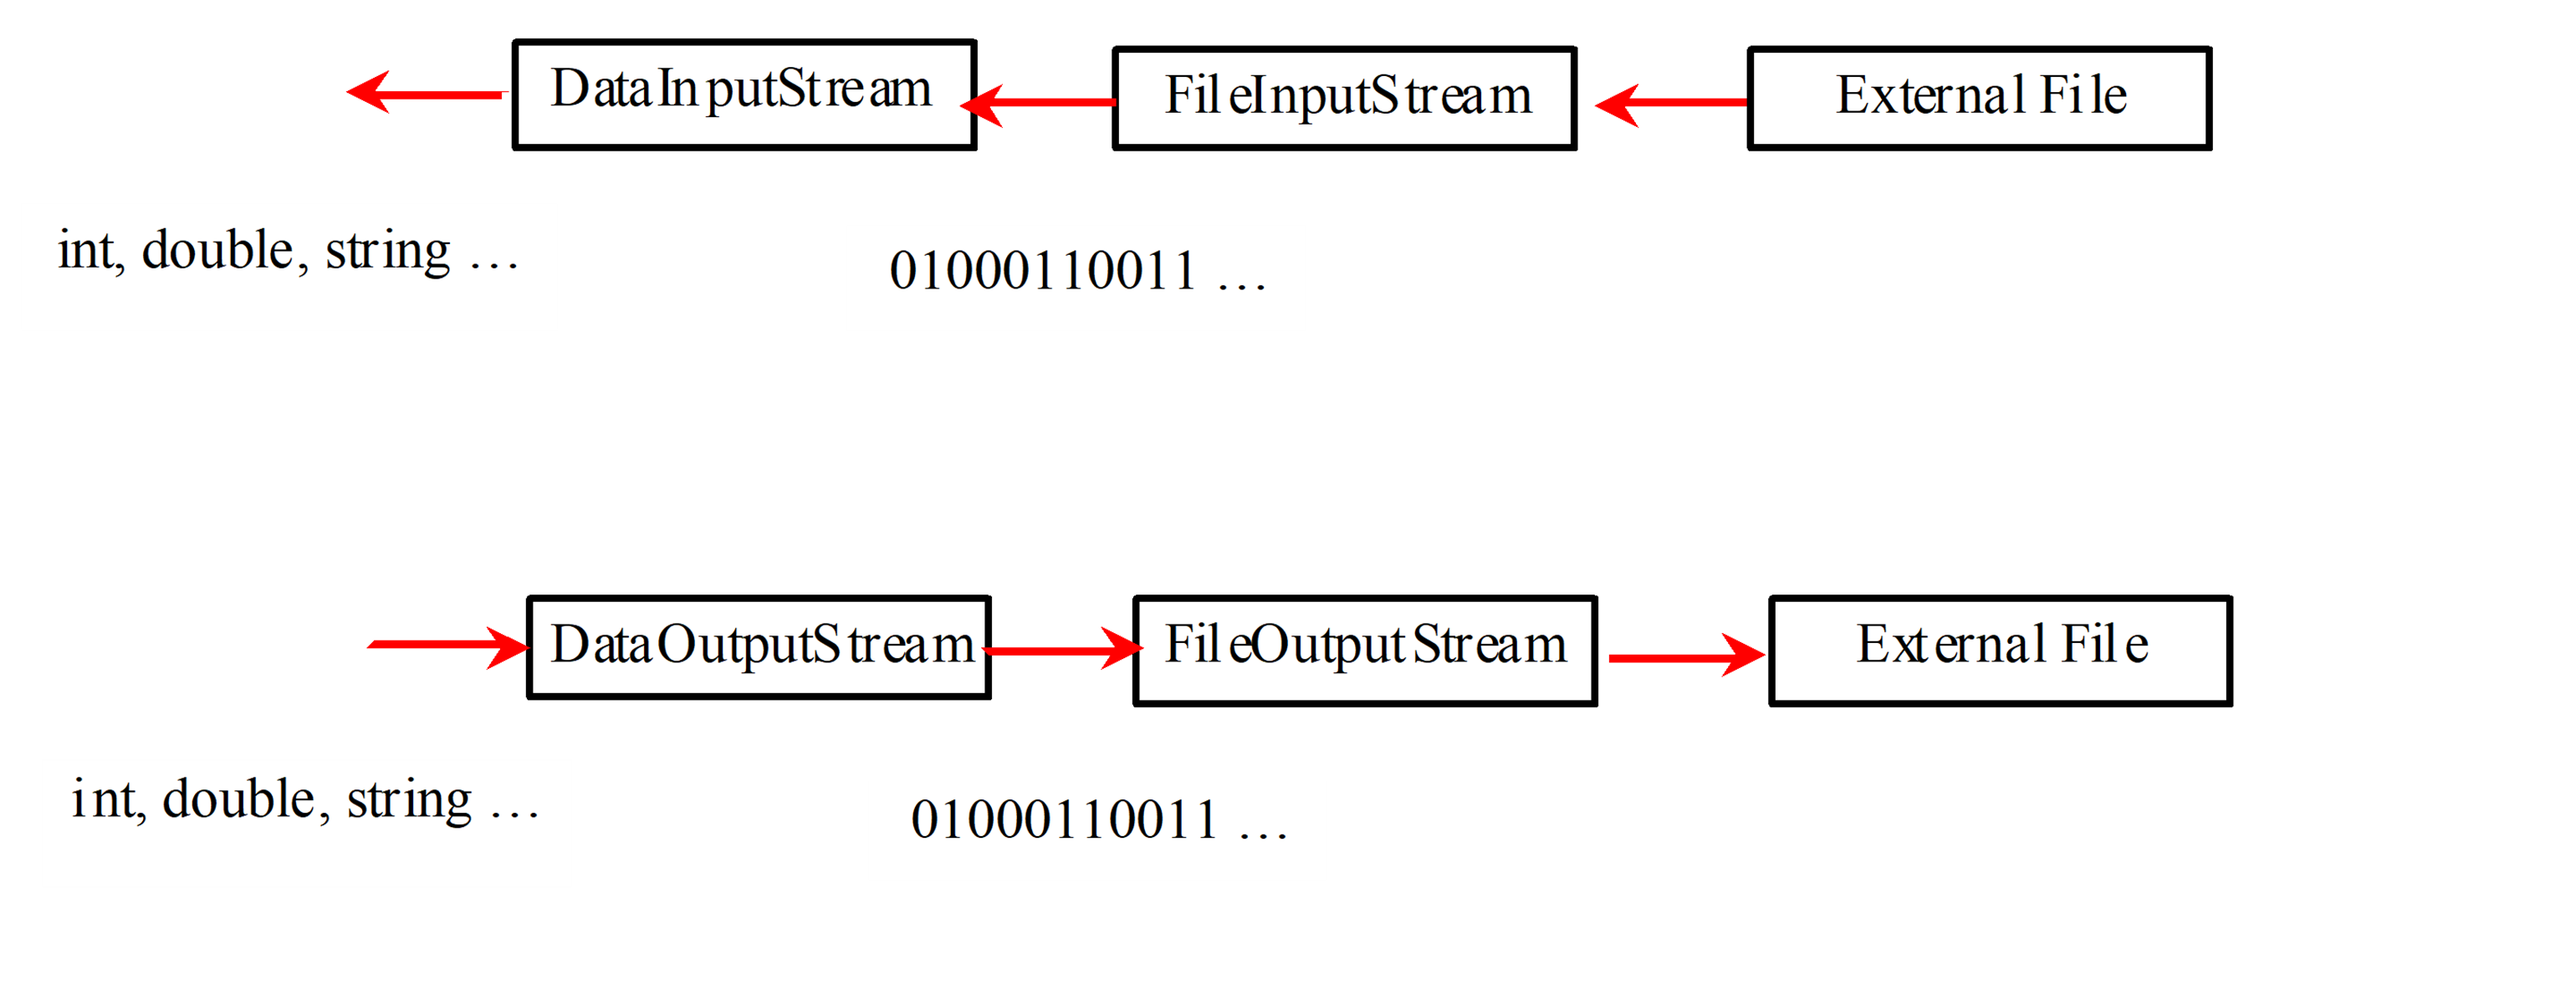 DataInputStream FileInputStream External File
int, double, string …
01000110011 …
DataOutputStream FileOutputStream External File
int, double, string …
01000110011 …